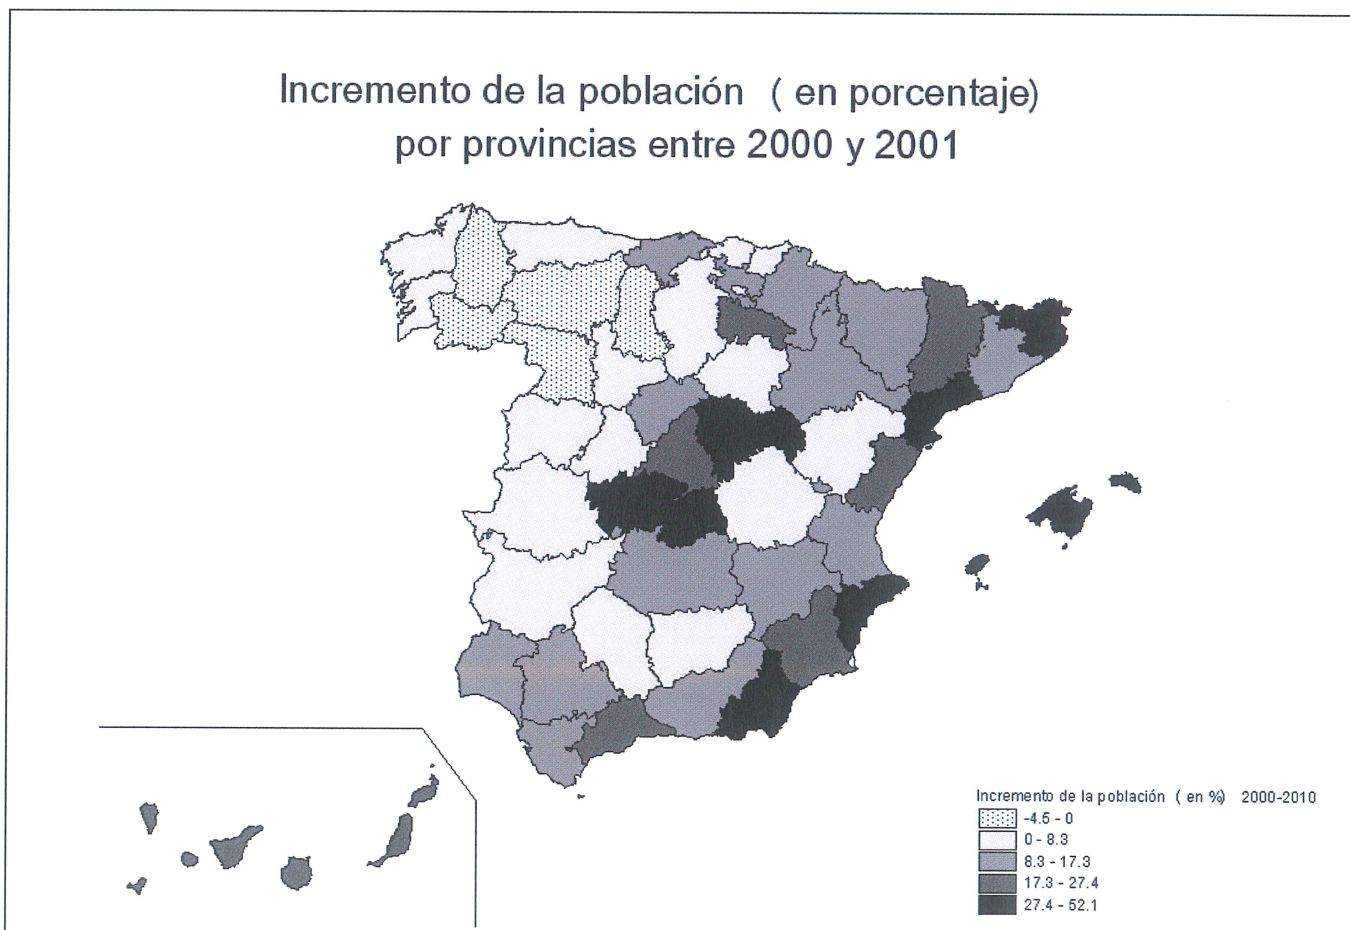 Incremento de la población ( en porcentaje)
por provincias entre 2000 y 2001
Incremento de la población ( en %) 2000-2010
-4.5 - 0
0 - 8.3
8.3 - 17.3
17.3 - 27.4
27.4 - 52.1